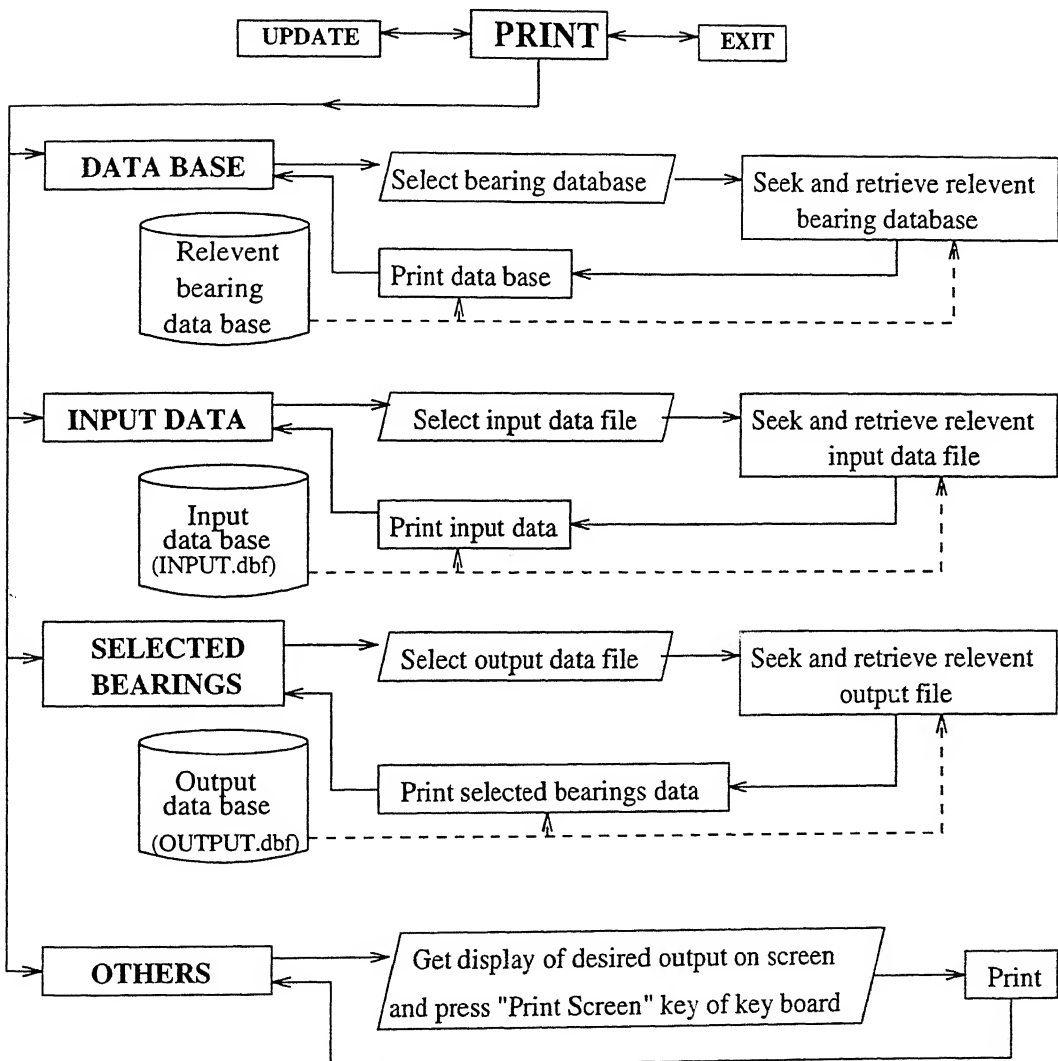 UPDATE
PRINT
EXIT
DATA BASE
Select bearing database
Seek and retrieve relevent
bearing database
Relevent
bearing
data base
Print data base
INPUT DATA
Select input data file
Seek and retrieve relevent
input data file
Input
data base
(INPUT.dbf)
Print input data
SELECTED
BEARINGS
Select output data file
Seek and retrieve relevent
output file
Output
data base
(OUTPUT.dbf)
Print selected bearings data
OTHERS
Get display of desired output on screen
and press "Print Screen" key of key board
Print